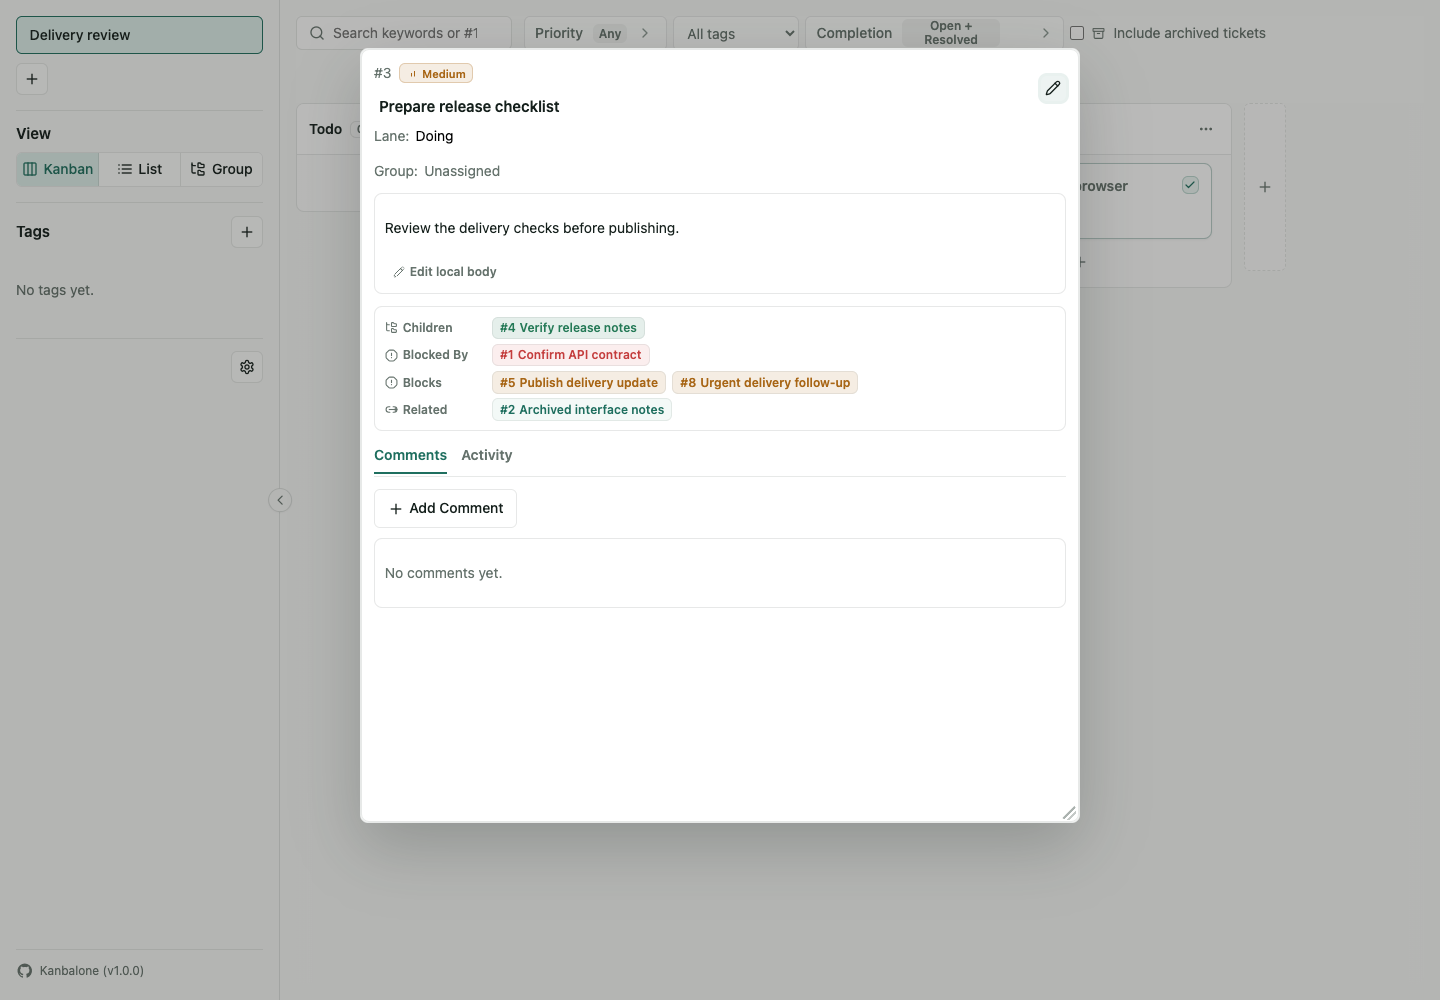 Delivery review
Search keywords or #1
Priority Any
All tags
Completion Open + Resolved
Include archived tickets
View
Kanban List Group
Tags
No tags yet.
Todo
browser
#3 Medium
Prepare release checklist
Lane: Doing
Group: Unassigned
Review the delivery checks before publishing.
Edit local body
Children #4 Verify release notes
Blocked By #1 Confirm API contract
Blocks #5 Publish delivery update #8 Urgent delivery follow-up
Related #2 Archived interface notes
Comments Activity
Add Comment
No comments yet.
Kanbalone (v1.0.0)